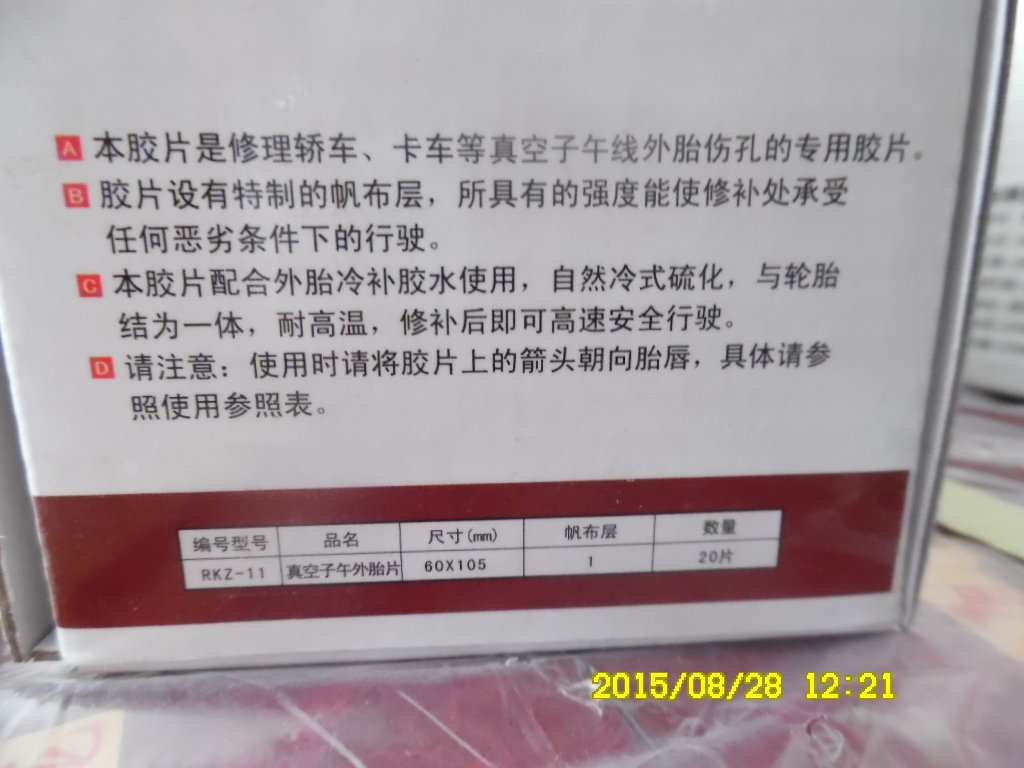 A 本胶片是修理轿车、卡车等真空子午线外胎伤孔的专用胶片。
B 胶片设有特制的帆布层，所具有的强度能使修补处承受
任何恶劣条件下的行驶。
C 本胶片配合外胎冷补胶水使用，自然冷式硫化，与轮胎
结为一体，耐高温，修补后即可高速安全行驶。
D 请注意：使用时请将胶片上的箭头朝向胎唇，具体请参
照使用参照表。
编号型号 品名 尺寸(mm) 帆布层 数量
RKZ-11 真空子午外胎片 60X105 1 20片
2015/08/28 12:21